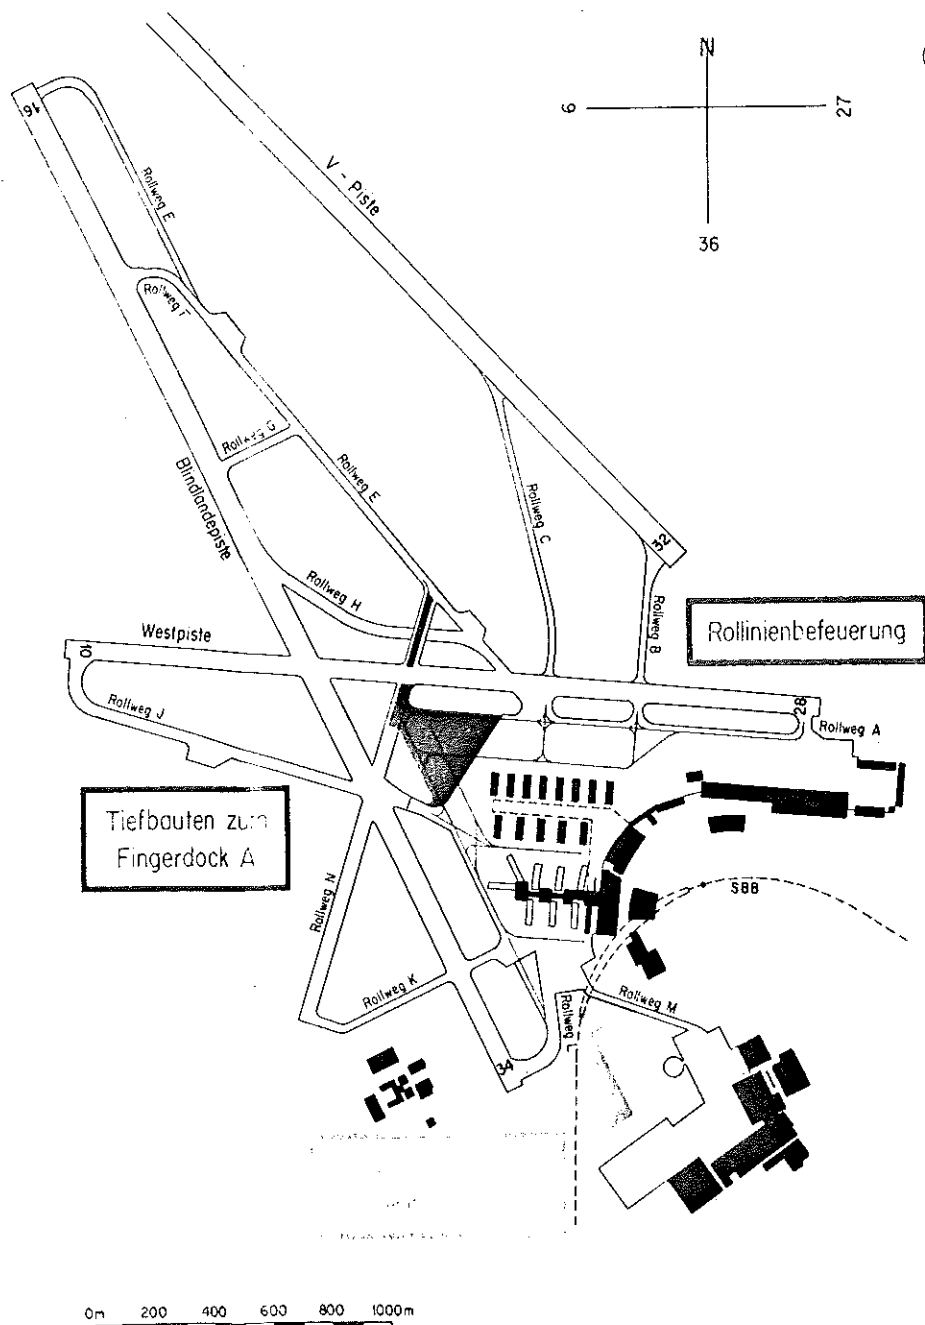 N
6
27
36
16
V - Piste
Rollweg E
Rollweg F
Rollweg G
Rollweg E
Blindlandepiste
Rollweg C
32
Rollweg H
Rollweg B
Westpiste
Rollinienbefeuerung
10
28
Rollweg J
Rollweg A
Tiefbauten zum
Fingerdock A
SBB
Rollweg N
Rollweg K
Rollweg M
Rollweg L
34
0m 200 400 600 800 1000m